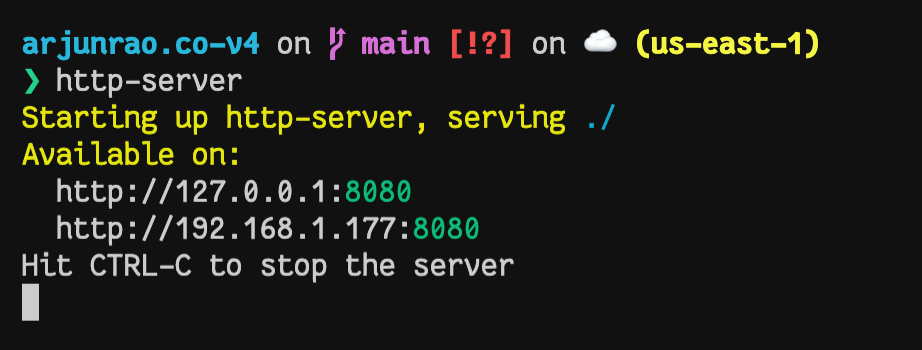 arjunrao.co-v4 on main [!?] on ☁️ (us-east-1)
❯ http-server
Starting up http-server, serving ./
Available on:
  http://127.0.0.1:8080
  http://192.168.1.177:8080
Hit CTRL-C to stop the server